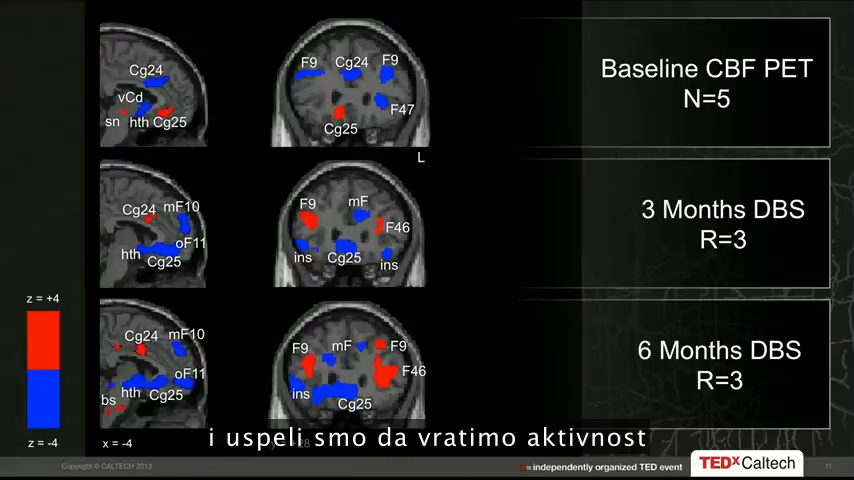 Cg24
vCd
sn
hth
Cg25
F9
Cg24
F9
F47
Cg25
Baseline CBF PET
N=5
L
Cg24
mF10
oF11
hth
Cg25
F9
mF
F46
ins
Cg25
ins
3 Months DBS
R=3
z = +4
z = -4
Cg24
mF10
oF11
hth
Cg25
bs
x = -4
F9
mF
F9
F46
ins
Cg25
6 Months DBS
R=3
i uspeli smo da vratimo aktivnost
Copyright © CALTECH 2013
x = independently organized TED event
TEDxCaltech
11